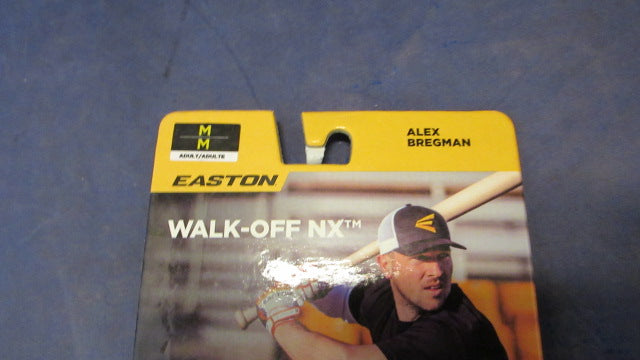 M
M
ADULT/ADULTE
ALEX
BREGMAN
EASTON
WALK-OFF NX™